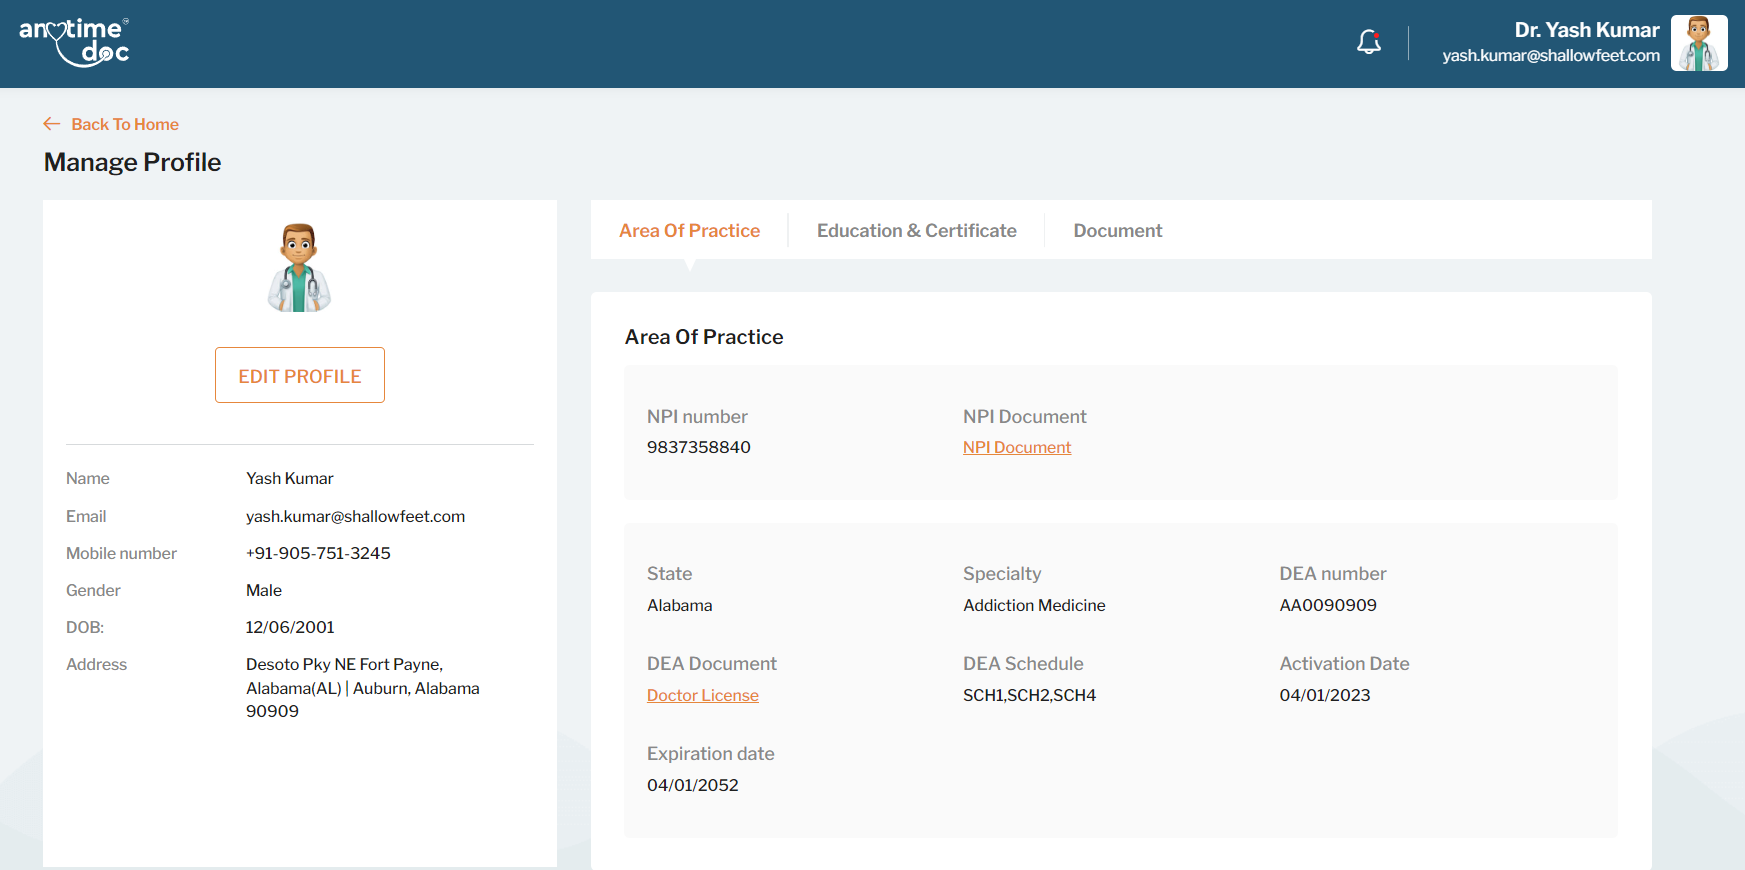 anytime
doc
Dr. Yash Kumar
yash.kumar@shallowfeet.com
Back To Home
Manage Profile
EDIT PROFILE
Name Yash Kumar
Email yash.kumar@shallowfeet.com
Mobile number +91-905-751-3245
Gender Male
DOB: 12/06/2001
Address Desoto Pky NE Fort Payne,
Alabama(AL) | Auburn, Alabama
90909
Area Of Practice Education & Certificate Document
Area Of Practice
NPI number NPI Document
9837358840 NPI Document
State Specialty DEA number
Alabama Addiction Medicine AA0090909
DEA Document DEA Schedule Activation Date
Doctor License SCH1,SCH2,SCH4 04/01/2023
Expiration date
04/01/2052